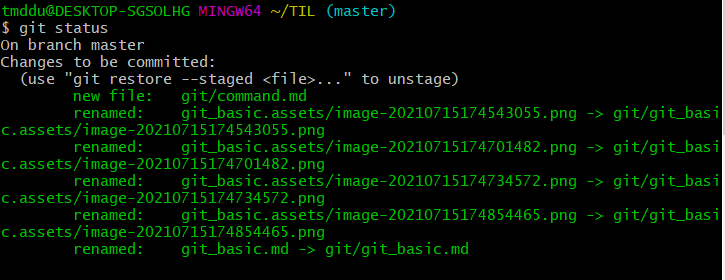 tmddu@DESKTOP-SGSOLHG MINGW64 ~/TIL (master)
$ git status
On branch master
Changes to be committed:
  (use "git restore --staged <file>..." to unstage)
        new file:   git/command.md
        renamed:    git_basic.assets/image-20210715174543055.png -> git/git_basi
c.assets/image-20210715174543055.png
        renamed:    git_basic.assets/image-20210715174701482.png -> git/git_basi
c.assets/image-20210715174701482.png
        renamed:    git_basic.assets/image-20210715174734572.png -> git/git_basi
c.assets/image-20210715174734572.png
        renamed:    git_basic.assets/image-20210715174854465.png -> git/git_basi
c.assets/image-20210715174854465.png
        renamed:    git_basic.md -> git/git_basic.md